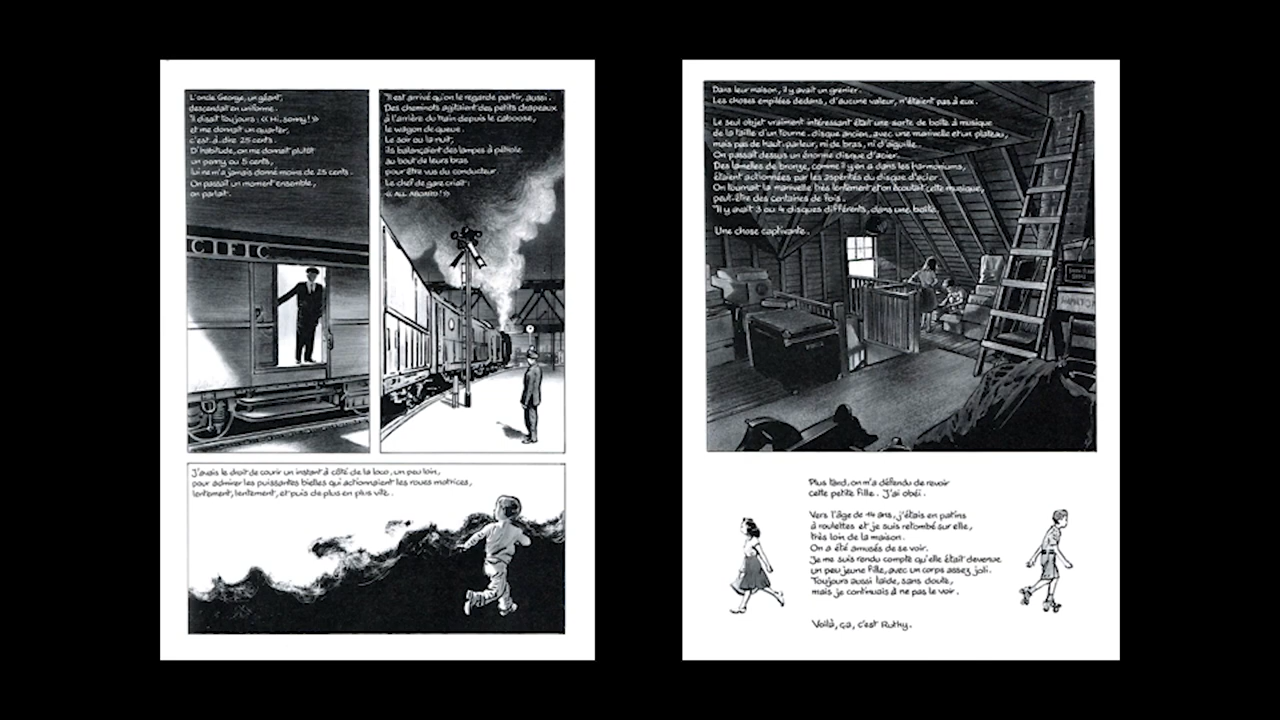 L'oncle George, un géant,
descendait en uniforme.
Il disait toujours : « Hi, sonny ! »
et me donnait un quarter,
c'est-à-dire 25 cents.
D'habitude, on me donnait plutôt
un penny ou 5 cents,
lui ne m'a jamais donné moins de 25 cents.
On passait un moment ensemble,
on parlait.
CIFIC
Il est arrivé qu'on le regarde partir, aussi.
Des cheminots agitaient des petits chapeaux
à l'arrière du train depuis le caboose,
le wagon de queue.
Le soir ou la nuit,
ils balançaient des lampes à pétrole
au bout de leurs bras
pour être vus du conducteur.
Le chef de gare criait :
« ALL ABOARD ! »
J'avais le droit de courir un instant à côté de la loco, un peu loin,
pour admirer les puissantes bielles qui actionnaient les roues motrices,
lentement, lentement, et puis de plus en plus vite.
Dans leur maison, il y avait un grenier.
Les choses empilées dedans, d'aucune valeur, n'étaient pas à eux.
Le seul objet vraiment intéressant était une sorte de boîte à musique
de la taille d'un tourne-disque ancien, avec une manivelle et un plateau,
mais pas de haut-parleur, ni de bras, ni d'aiguille.
On passait dessus un énorme disque d'acier.
Des lamelles de bronze, comme il y en a dans les harmoniums,
étaient actionnées par les aspérités du disque d'acier.
On tournait la manivelle très lentement et on écoutait cette musique,
peut-être des centaines de fois.
Il y avait 3 ou 4 disques différents, dans une boîte.
Une chose captivante.
Plus tard, on m'a défendu de revoir
cette petite fille. J'ai obéi.
Vers l'âge de 14 ans, j'étais en patins
à roulettes et je suis retombé sur elle,
très loin de la maison.
On a été amusés de se voir.
Je me suis rendu compte qu'elle était devenue
un peu jeune fille, avec un corps assez joli.
Toujours aussi laide, sans doute,
mais je continuais à ne pas le voir.
Voilà, ça, c'est Ruthy.